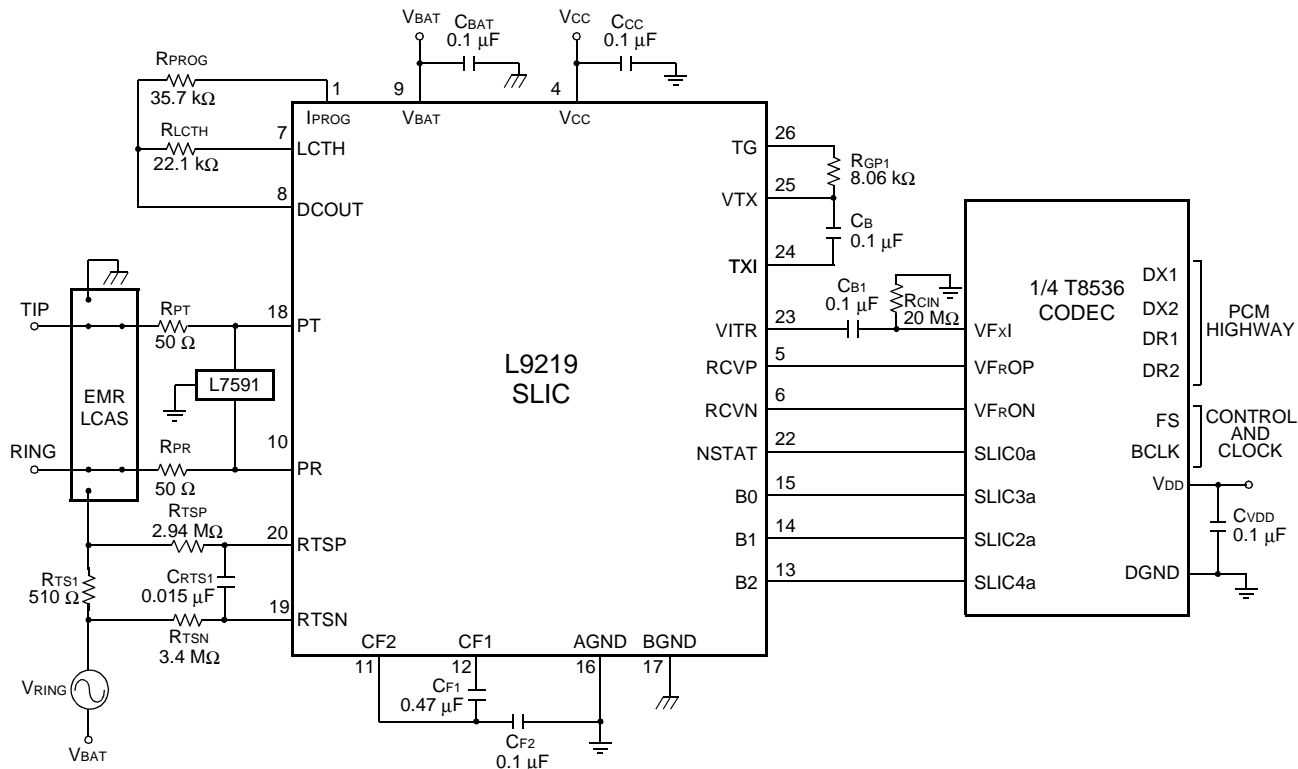 VBAT
CBAT
0.1 µF
VCC
CCC
0.1 µF
RPROG
35.7 kΩ
1
9
4
IPROG
VBAT
VCC
RLCTH
22.1 kΩ
7
LCTH
8
DCOUT
TG
26
RGP1
8.06 kΩ
VTX
25
CB
0.1 µF
TXI
24
CB1
0.1 µF
RCIN
20 MΩ
VITR
23
VFXI
RCVP
5
VFROP
RCVN
6
VFRON
NSTAT
22
SLIC0a
B0
15
SLIC3a
B1
14
SLIC2a
B2
13
SLIC4a
1/4 T8536
CODEC
DX1
DX2
DR1
DR2
PCM
HIGHWAY
FS
BCLK
CONTROL
AND
CLOCK
VDD
CVDD
0.1 µF
DGND
L9219
SLIC
TIP
RPT
50 Ω
18
PT
EMR
LCAS
L7591
RING
RPR
50 Ω
10
PR
RTSP
2.94 MΩ
20
RTSP
RTS1
510 Ω
CRTS1
0.015 µF
19
RTSN
RTSN
3.4 MΩ
VRING
VBAT
CF2
11
CF1
12
AGND
16
BGND
17
CF1
0.47 µF
CF2
0.1 µF